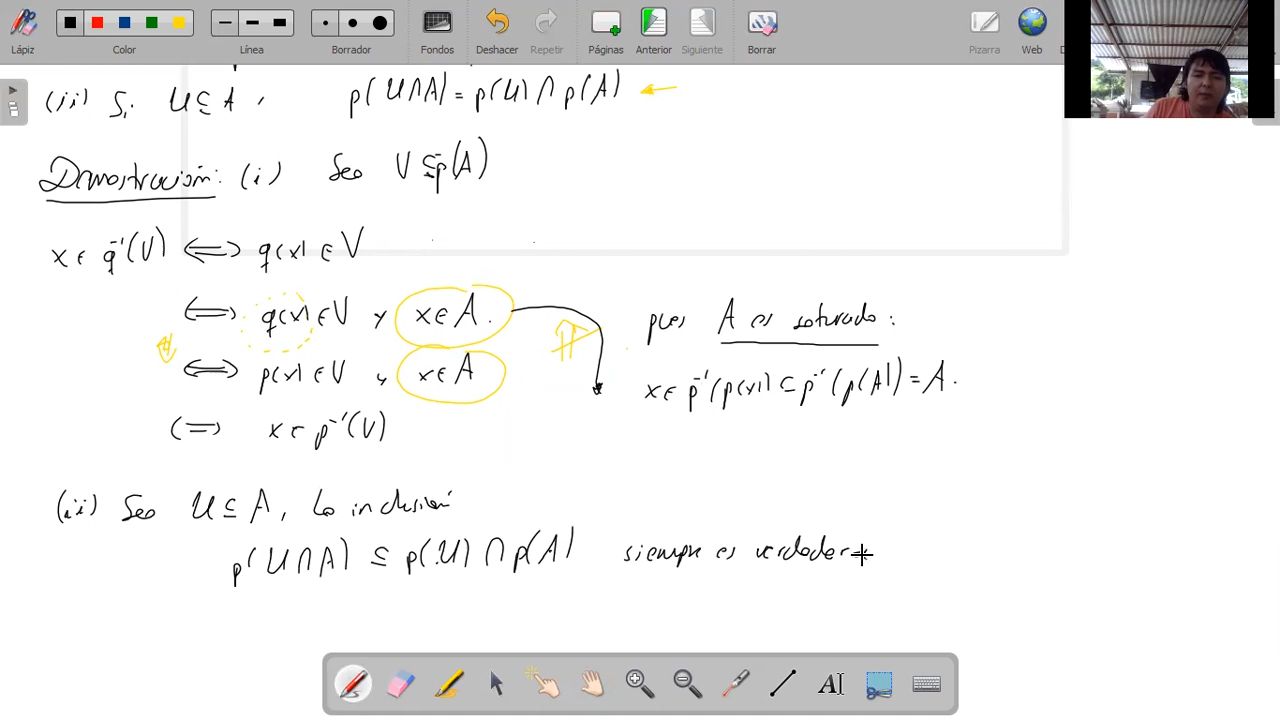 Lápiz Color Línea Borrador Fondos Deshacer Repetir Páginas Anterior Siguiente Borrar Pizarra Web
(ii) Si U ⊆ A, p(U∩A) = p(U) ∩ p(A) ←
Demostración: (i) Sea V ⊆ p(A)
x ∈ q⁻¹(V) ⟺ q(x) ∈ V
⟺ q(x) ∈ V y x ∈ A. pues A es saturado:
⟺ p(x) ∈ V y x ∈ A x ∈ p⁻¹(p(x)) ⊆ p⁻¹(p(A)) = A.
⟺ x ∈ p⁻¹(V)
(ii) Sea U ⊆ A, La inclusión
p(U∩A) ⊆ p(U) ∩ p(A) siempre es verdader